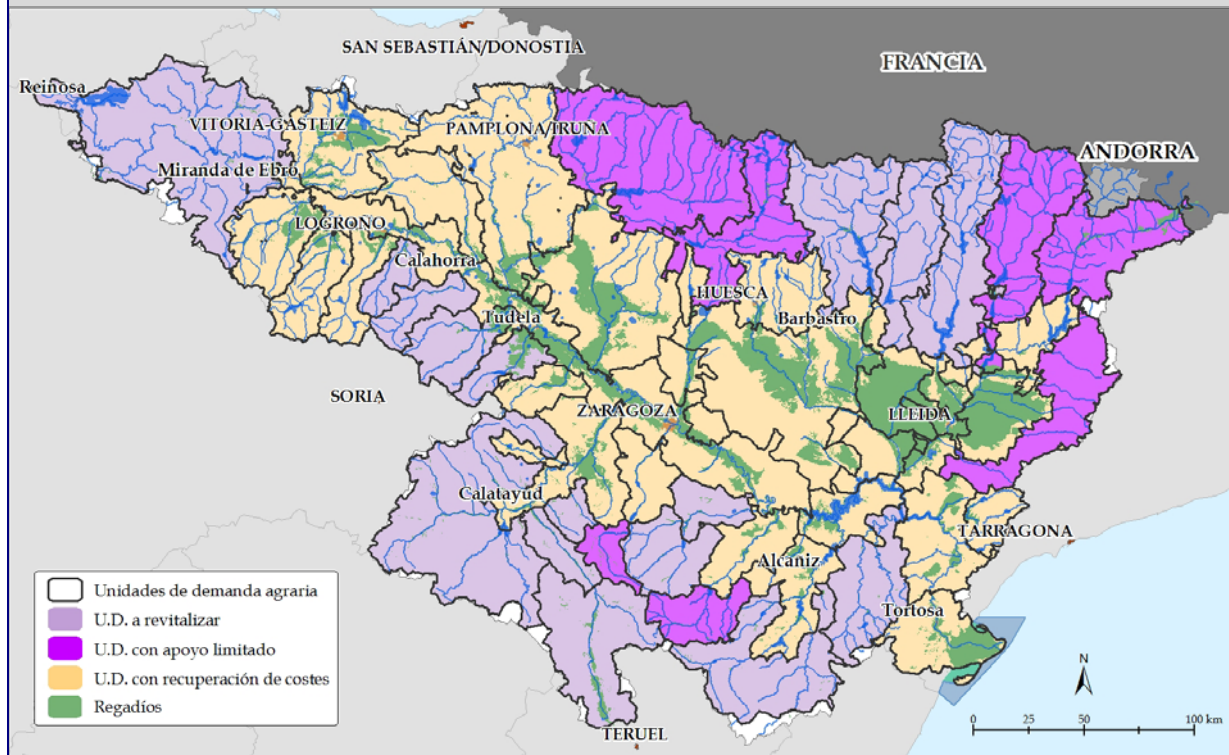 SAN SEBASTIÁN/DONOSTIA
FRANCIA
Reinosa
VITORIA-GASTEIZ
PAMPLONA/IRUÑA
ANDORRA
Miranda de Ebro
LOGROÑO
Calahorra
HUESCA
Tudela
Barbastro
SORIA
ZARAGOZA
LLEIDA
Calatayud
TARRAGONA
Alcañiz
Tortosa
TERUEL
Unidades de demanda agraria
U.D. a revitalizar
U.D. con apoyo limitado
U.D. con recuperación de costes
Regadíos
N
0 25 50 100 km